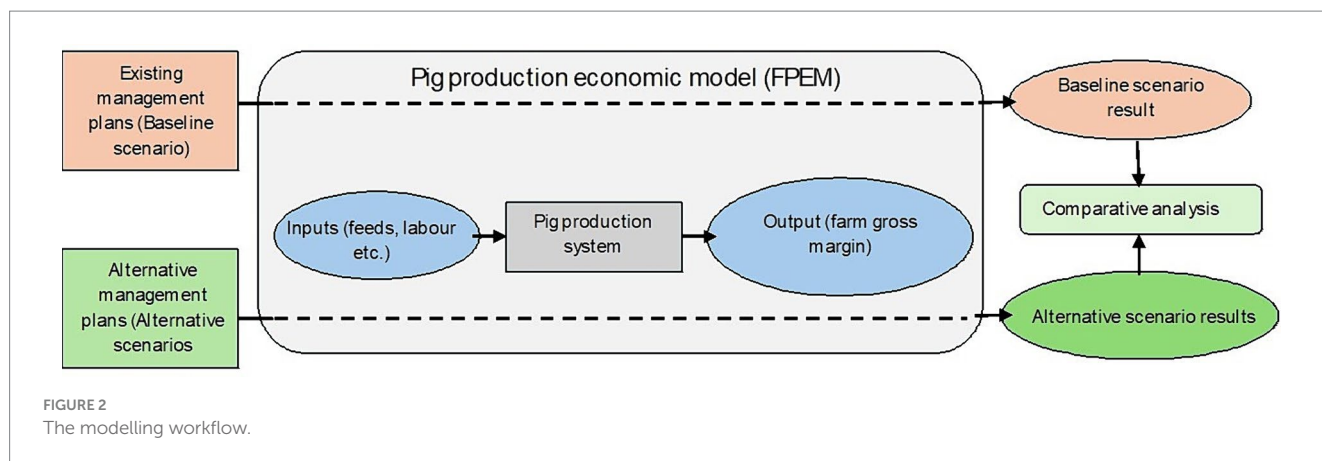 Existing
management
plans (Baseline
scenario)
Pig production economic model (FPEM)
Baseline scenario
result
Inputs (feeds, labour
etc.)
Pig production
system
Output (farm gross
margin)
Comparative analysis
Alternative
management
plans (Alternative
scenarios
Alternative scenario results
FIGURE 2
The modelling workflow.